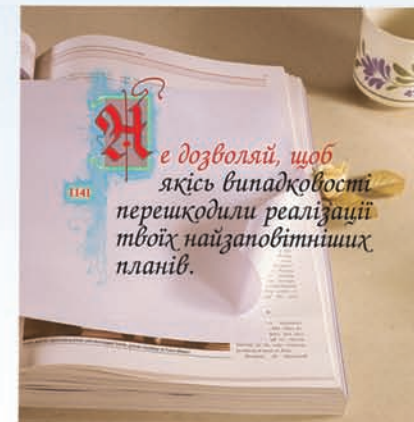 Не дозволяй, щоб
якісь випадковості
1141
перешкодили реалізації
твоїх найзаповітніших
планів.